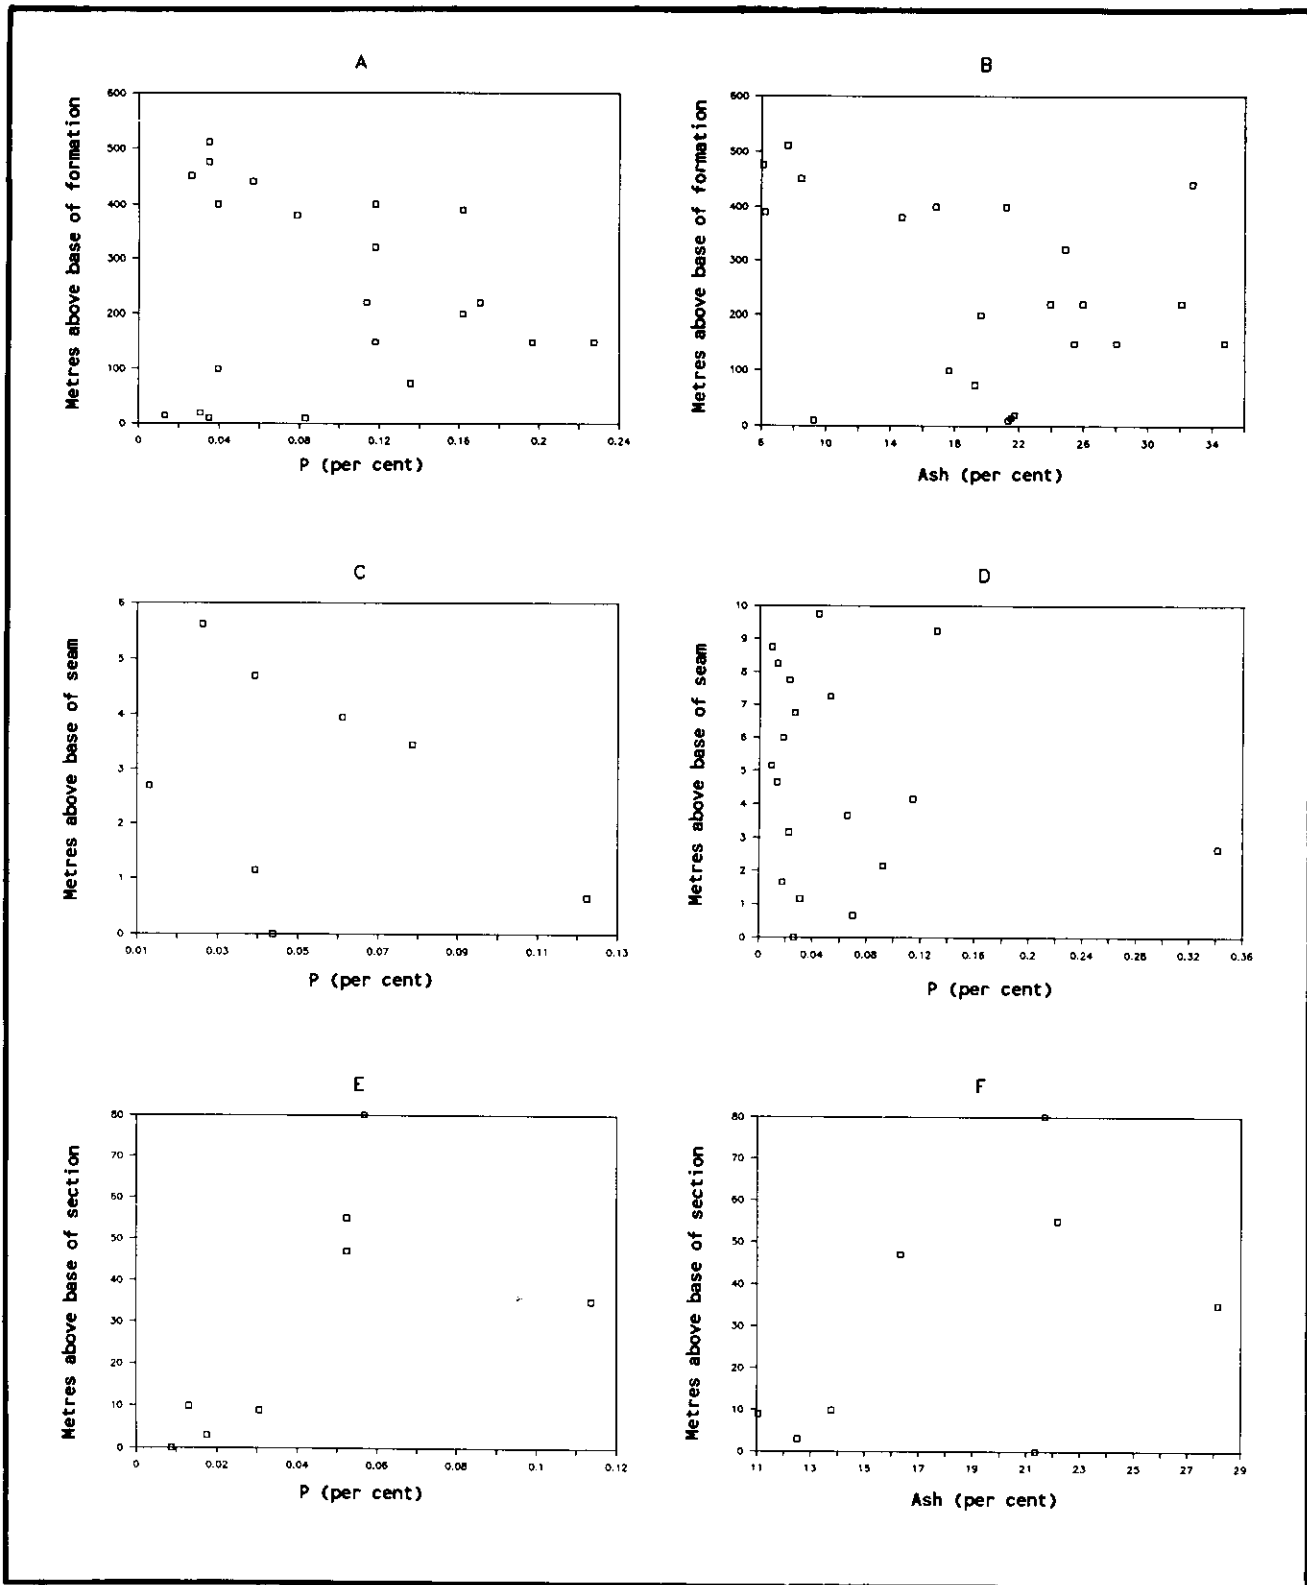 A
Metres above base of formation
600
500
400
300
200
100
0
0 0.04 0.08 0.12 0.16 0.2 0.24
P (per cent)
B
Metres above base of formation
600
500
400
300
200
100
0
6 10 14 18 22 26 30 34
Ash (per cent)
C
Metres above base of seam
6
5
4
3
2
1
0
0.01 0.03 0.05 0.07 0.09 0.11 0.13
P (per cent)
D
Metres above base of seam
10
9
8
7
6
5
4
3
2
1
0
0 0.04 0.08 0.12 0.16 0.2 0.24 0.28 0.32 0.36
P (per cent)
E
Metres above base of section
80
70
60
50
40
30
20
10
0
0 0.02 0.04 0.06 0.08 0.1 0.12
P (per cent)
F
Metres above base of section
80
70
60
50
40
30
20
10
0
11 13 15 17 19 21 23 25 27 29
Ash (per cent)